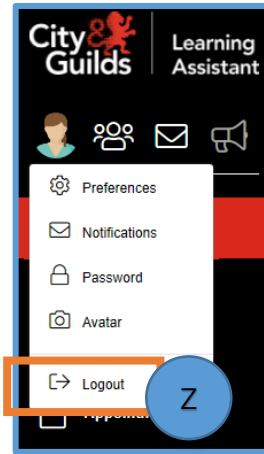 City & Guilds
Learning Assistant
Preferences
Notifications
Password
Avatar
Logout
Z